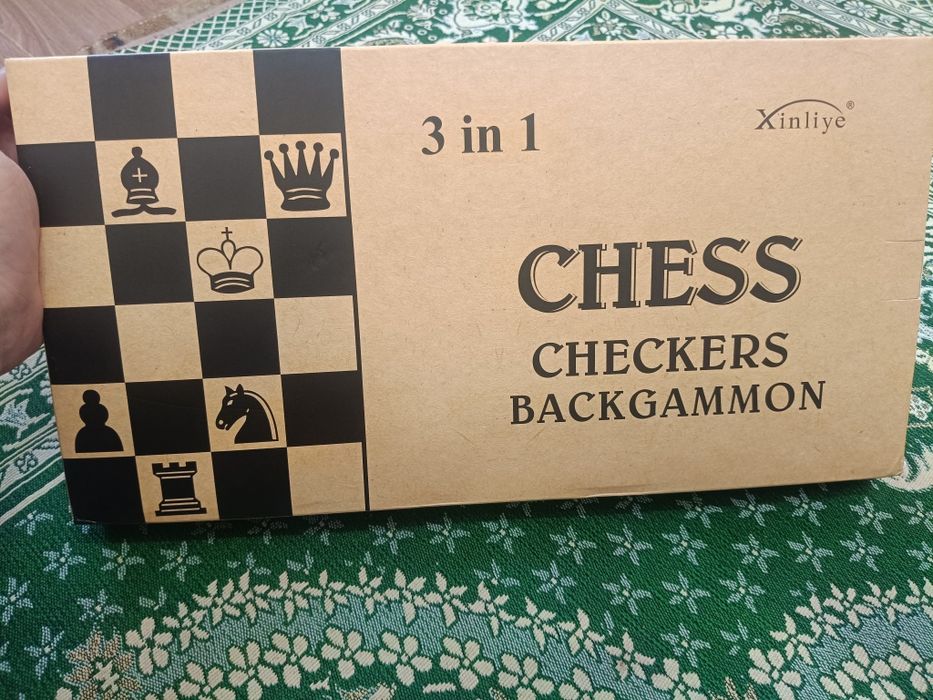 3 in 1
Xinliye®
CHESS
CHECKERS
BACKGAMMON